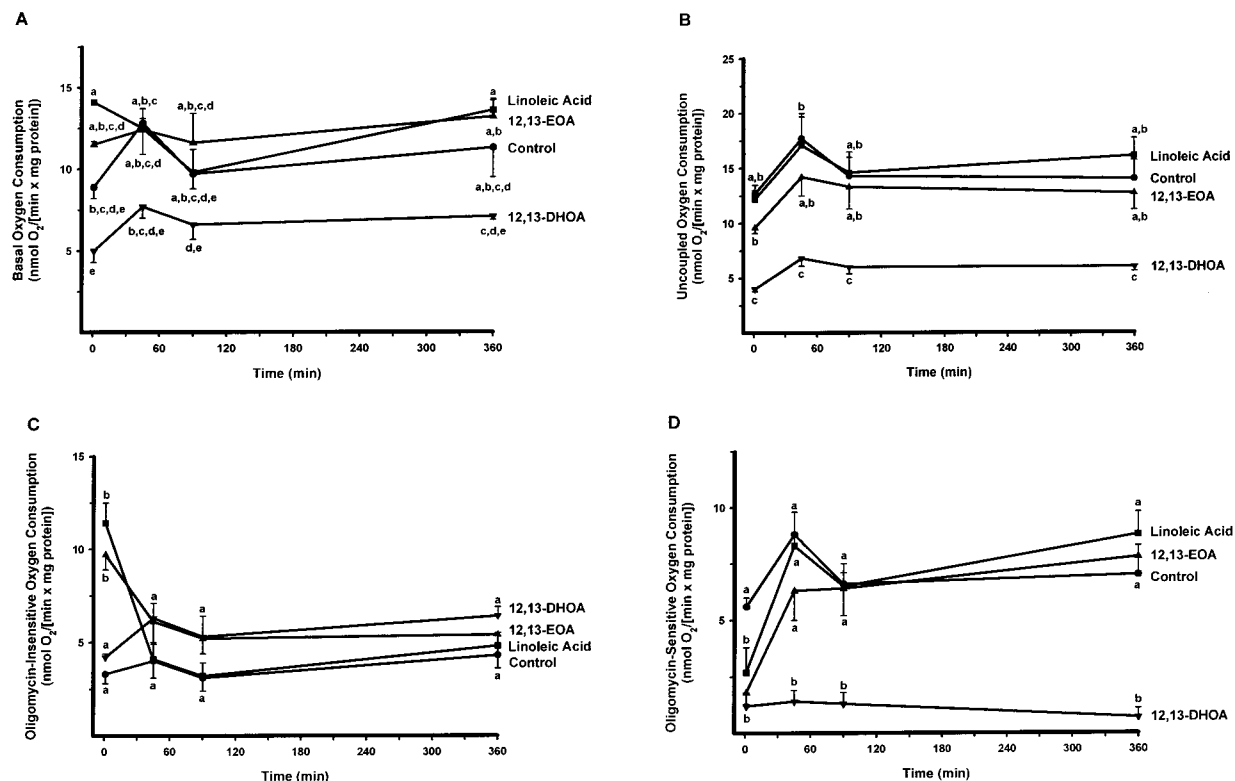 A
Basal Oxygen Consumption
(nmol O2/[min x mg protein])
15
10
5
a
a,b,c
a,b,c,d
a
a,b,c,d
a,b,c,d
a,b
b,c,d,e
a,b,c,d,e
a,b,c,d
b,c,d,e
d,e
c,d,e
e
Linoleic Acid
12,13-EOA
Control
12,13-DHOA
0 60 120 180 240 300 360
Time (min)
B
Uncoupled Oxygen Consumption
(nmol O2/[min x mg protein])
25
20
15
10
5
0
b
a,b
a,b
a,b
a,b
a,b
b
c
c
c
c
Linoleic Acid
Control
12,13-EOA
12,13-DHOA
0 60 120 180 240 300 360
Time (min)
C
Oligomycin-Insensitive Oxygen Consumption
(nmol O2/[min x mg protein])
15
10
5
0
b
b
a
a
a
a
a
a
a
a
12,13-DHOA
12,13-EOA
Linoleic Acid
Control
0 60 120 180 240 300 360
Time (min)
D
Oligomycin-Sensitive Oxygen Consumption
(nmol O2/[min x mg protein])
10
5
a
a
a
a
a
a
a
b
b
b
b
b
Linoleic Acid
12,13-EOA
Control
12,13-DHOA
0 60 120 180 240 300 360
Time (min)